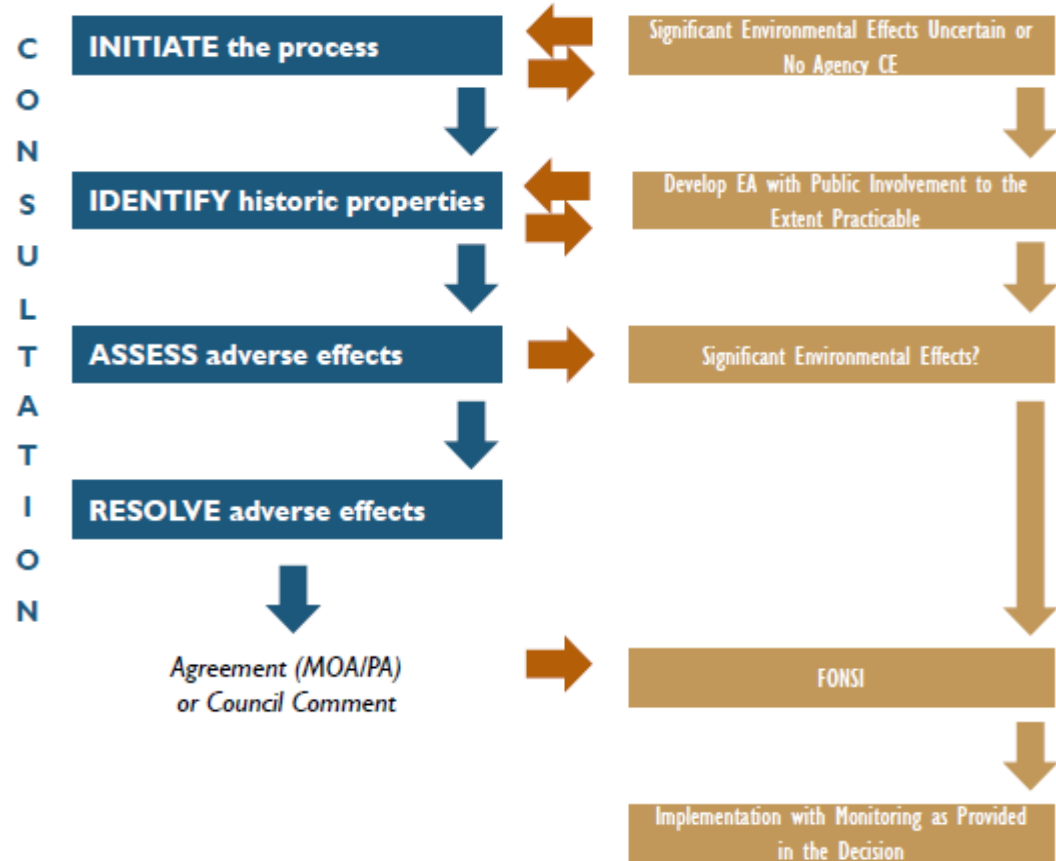 CONSULTATION
INITIATE the process
Significant Environmental Effects Uncertain or
No Agency CE
IDENTIFY historic properties
Develop EA with Public Involvement to the
Extent Practicable
ASSESS adverse effects
Significant Environmental Effects?
RESOLVE adverse effects
Agreement (MOA/PA)
or Council Comment
FONSI
Implementation with Monitoring as Provided
in the Decision